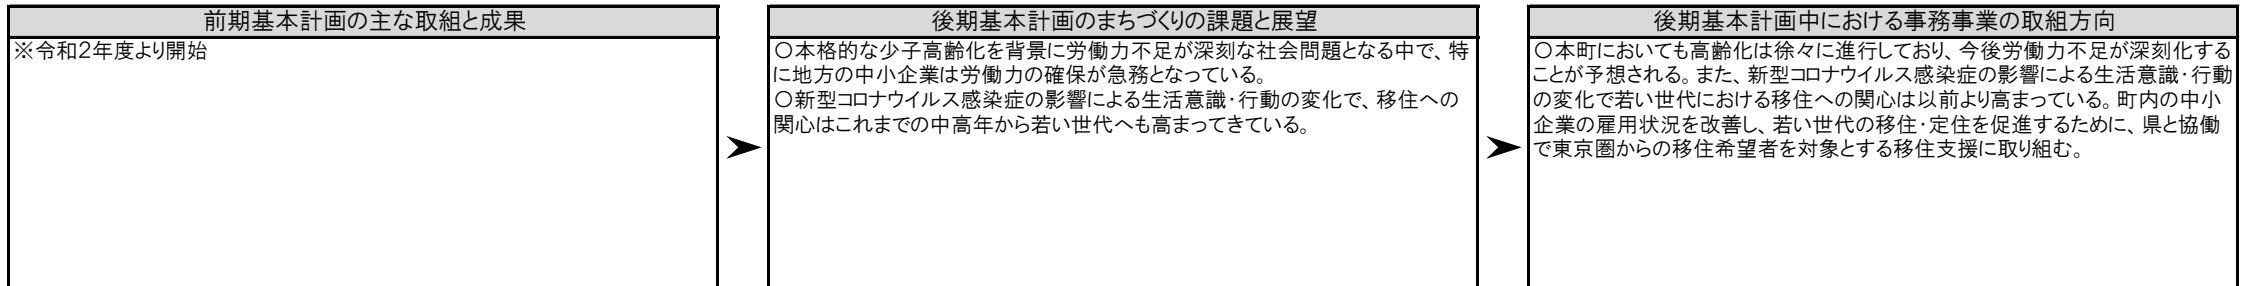 前期基本計画の主な取組と成果
※令和2年度より開始
後期基本計画のまちづくりの課題と展望
○本格的な少子高齢化を背景に労働力不足が深刻な社会問題となる中で、特
に地方の中小企業は労働力の確保が急務となっている。
○新型コロナウイルス感染症の影響による生活意識・行動の変化で、移住への
関心はこれまでの中高年から若い世代へも高まってきている。
後期基本計画中における事務事業の取組方向
○本町においても高齢化は徐々に進行しており、今後労働力不足が深刻化する
ことが予想される。また、新型コロナウイルス感染症の影響による生活意識・行動
の変化で若い世代における移住への関心は以前より高まっている。町内の中小
企業の雇用状況を改善し、若い世代の移住・定住を促進するために、県と協働
で東京圏からの移住希望者を対象とする移住支援に取り組む。